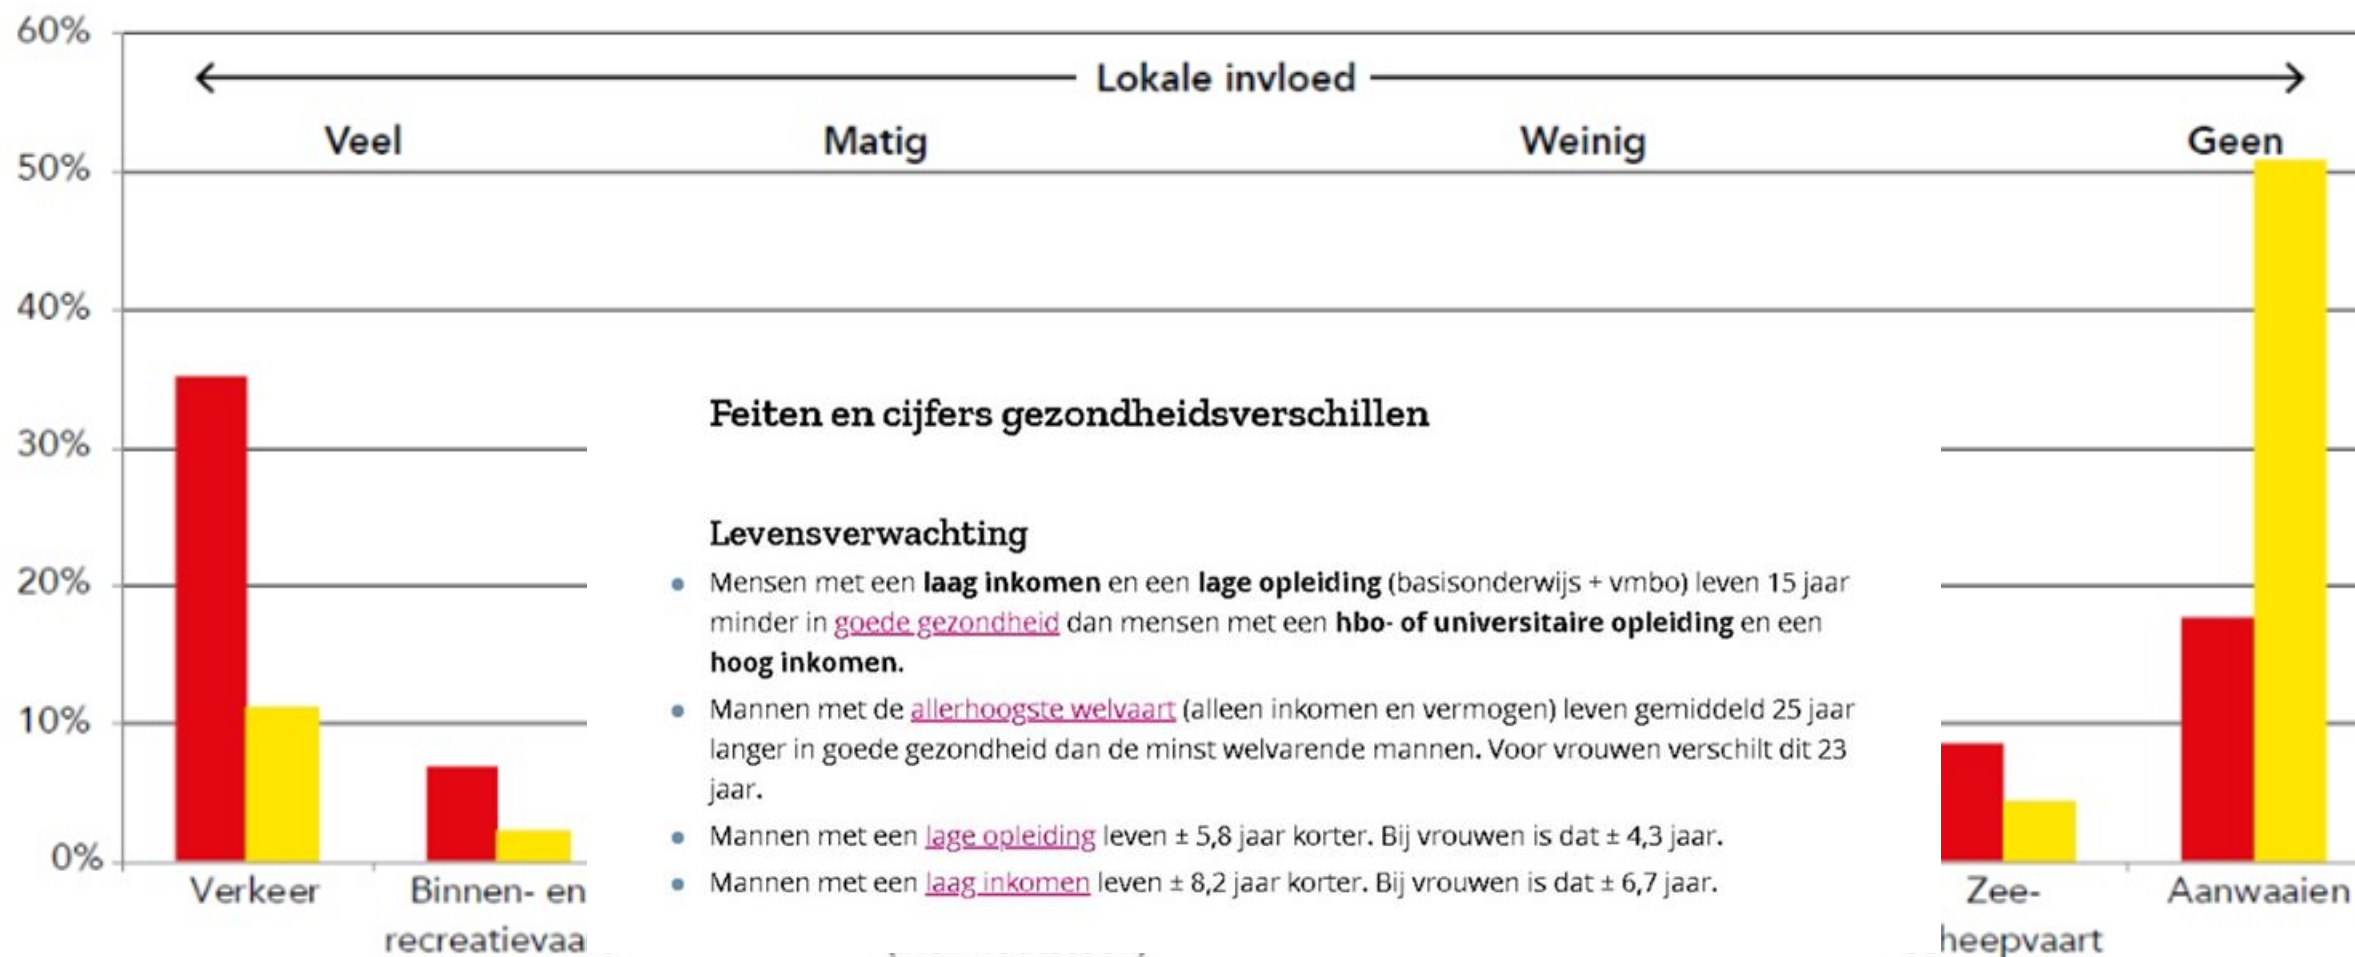 60%
Lokale invloed
Veel Matig Weinig Geen
50%
40%
30%
20%
10%
0%
Feiten en cijfers gezondheidsverschillen
Levensverwachting
Mensen met een laag inkomen en een lage opleiding (basisonderwijs + vmbo) leven 15 jaar
minder in goede gezondheid dan mensen met een hbo- of universitaire opleiding en een
hoog inkomen.
Mannen met de allerhoogste welvaart (alleen inkomen en vermogen) leven gemiddeld 25 jaar
langer in goede gezondheid dan de minst welvarende mannen. Voor vrouwen verschilt dit 23
jaar.
Mannen met een lage opleiding leven ± 5,8 jaar korter. Bij vrouwen is dat ± 4,3 jaar.
Mannen met een laag inkomen leven ± 8,2 jaar korter. Bij vrouwen is dat ± 6,7 jaar.
Verkeer
Binnen- en
recreatievaa
Zee-
heepvaart
Aanwaaien